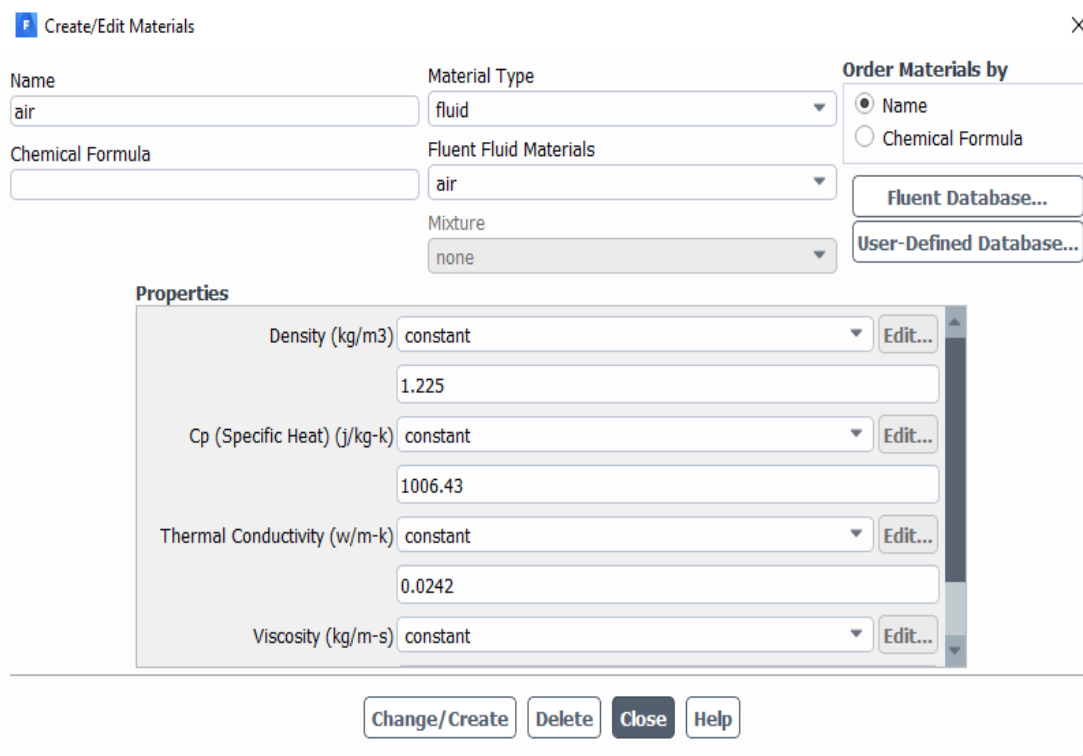 Create/Edit Materials
Name
air
Chemical Formula
Material Type
fluid
Fluent Fluid Materials
air
Mixture
none
Order Materials by
Name
Chemical Formula
Fluent Database...
User-Defined Database...
Properties
Density (kg/m3) constant Edit...
1.225
Cp (Specific Heat) (j/kg-k) constant Edit...
1006.43
Thermal Conductivity (w/m-k) constant Edit...
0.0242
Viscosity (kg/m-s) constant Edit...
Change/Create Delete Close Help